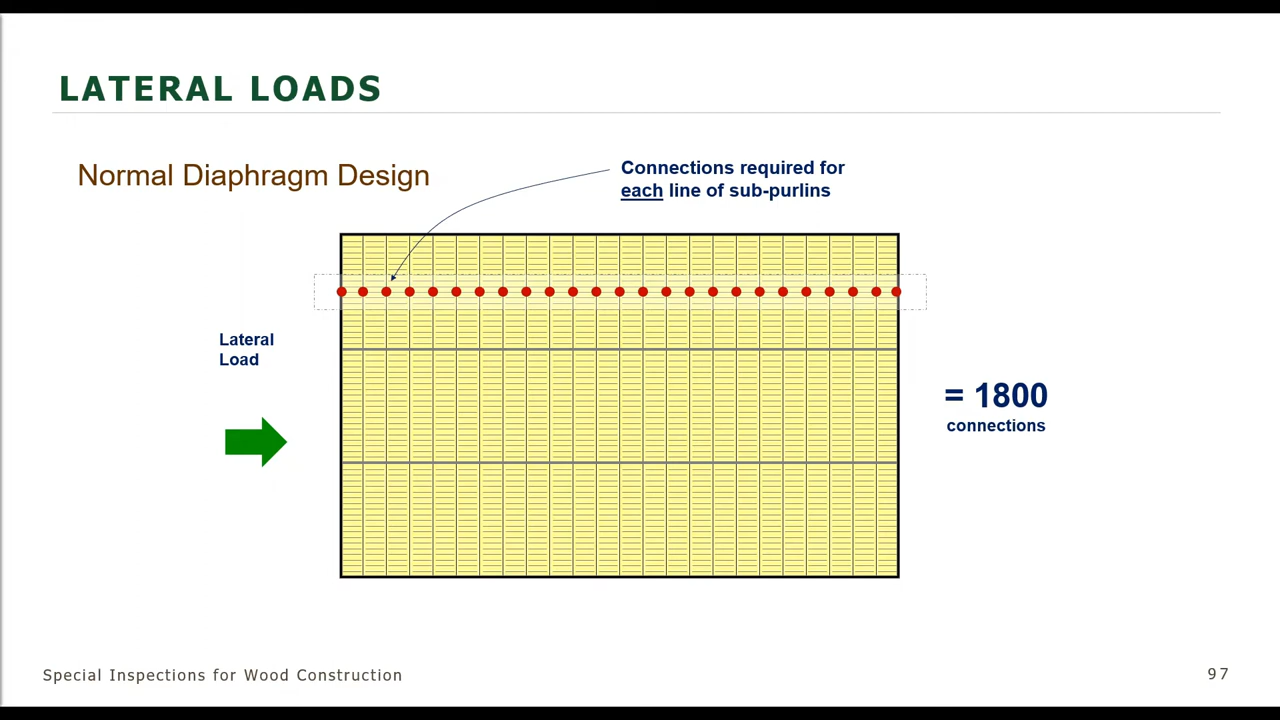 LATERAL LOADS
Normal Diaphragm Design
Connections required for
each line of sub-purlins
Lateral
Load
= 1800
connections
Special Inspections for Wood Construction
97